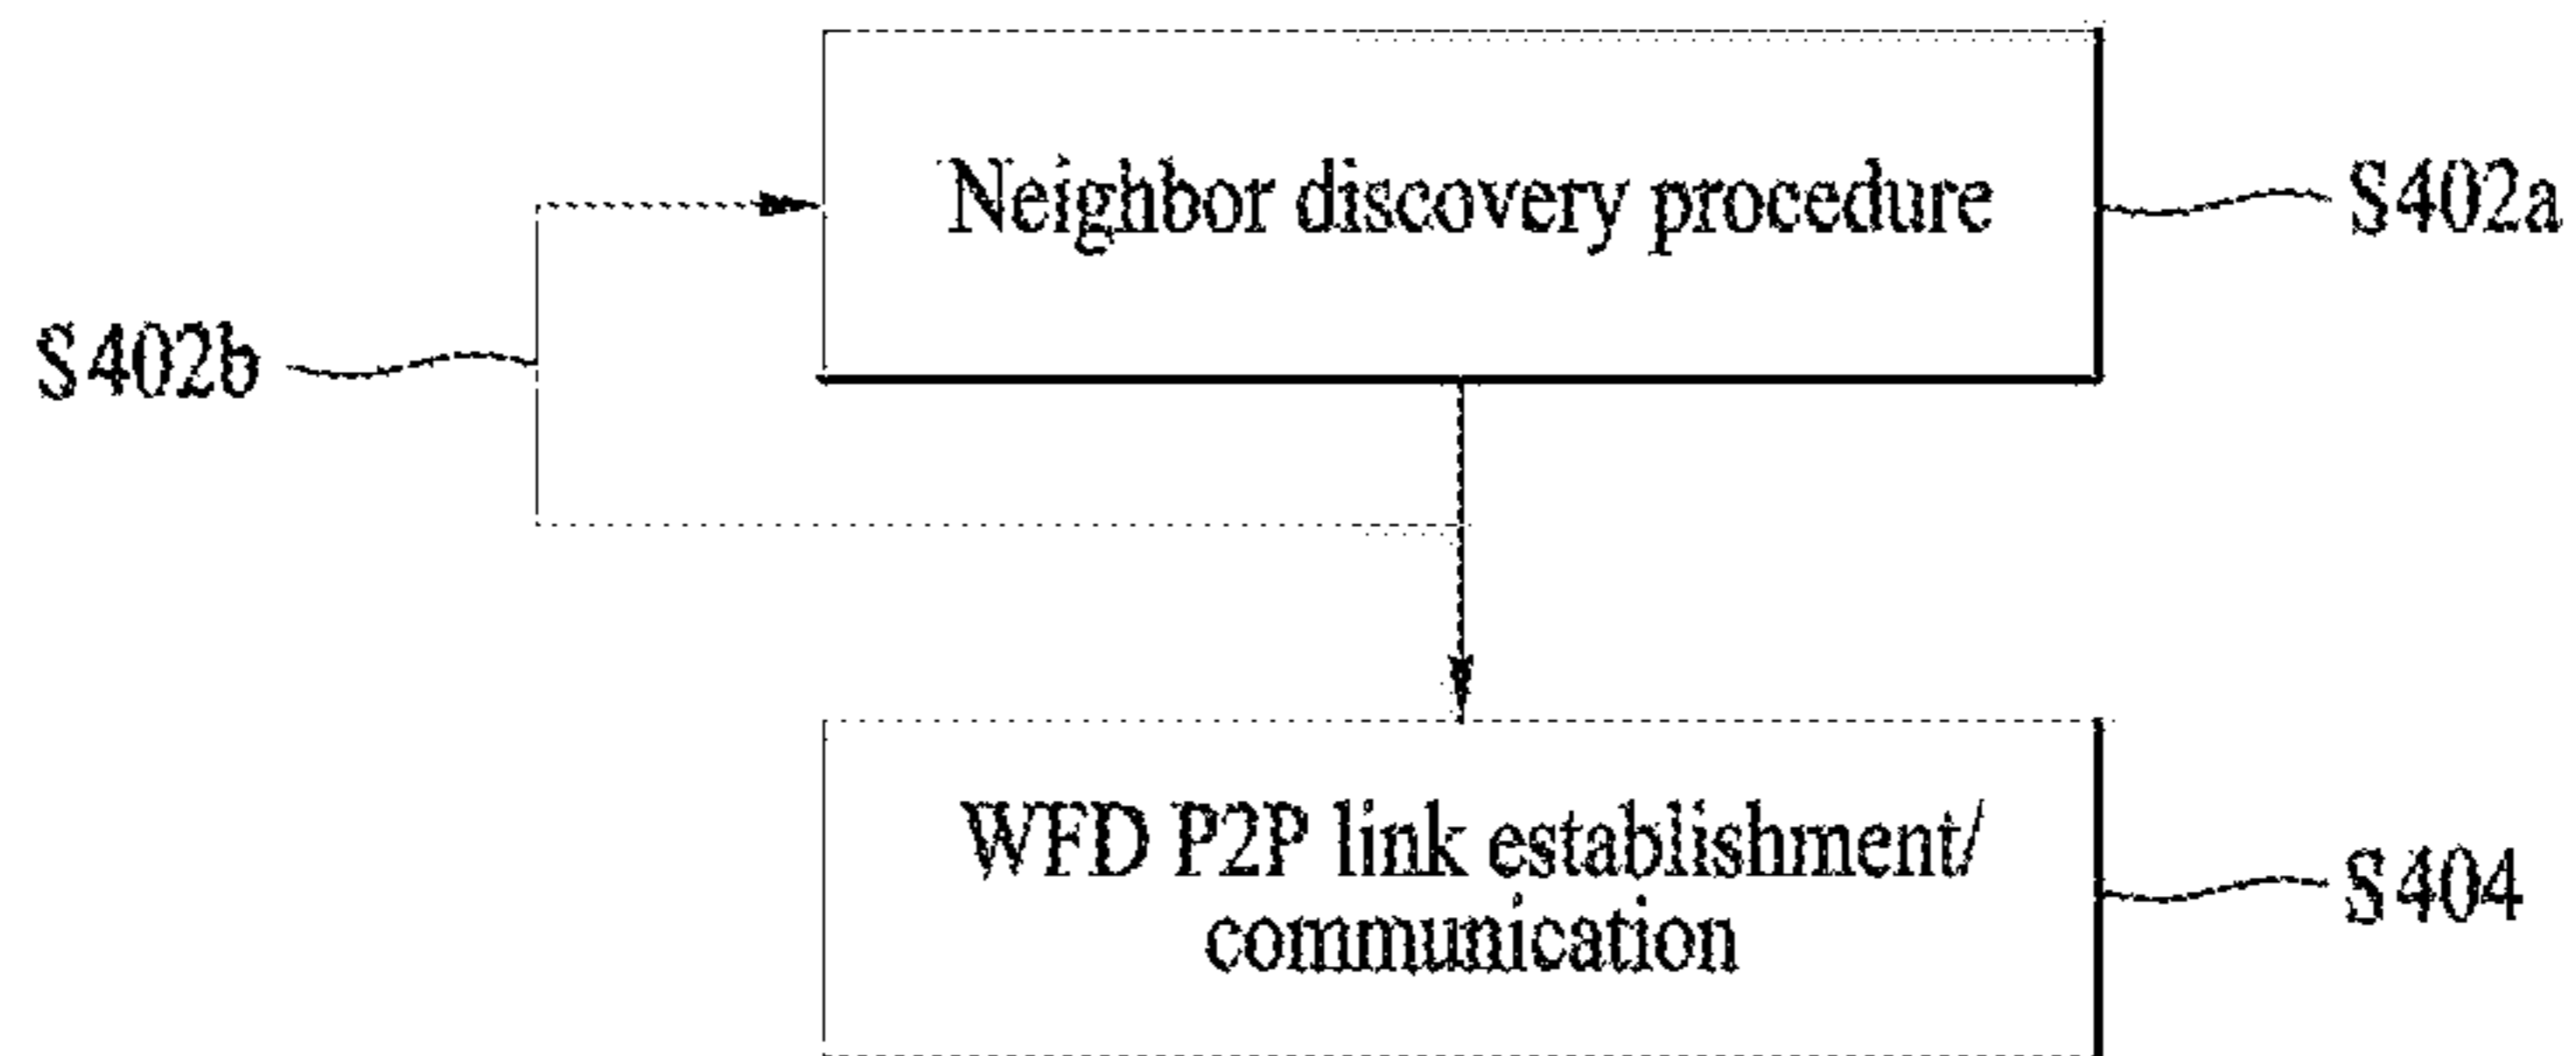 Neighbor discovery procedure
S402a
S402b
WFD P2P link establishment/
communication
S404